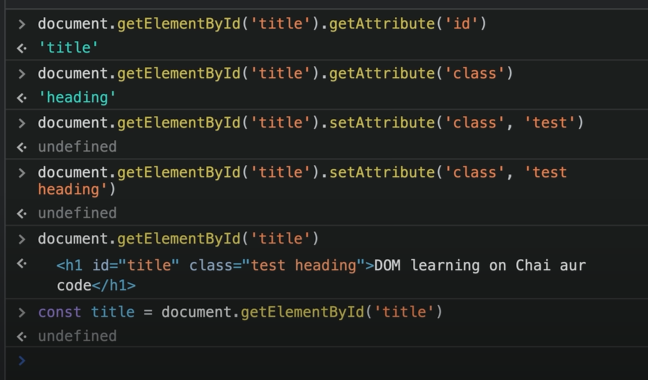 > document.getElementById('title').getAttribute('id')
< 'title'
> document.getElementById('title').getAttribute('class')
< 'heading'
> document.getElementById('title').setAttribute('class', 'test')
< undefined
> document.getElementById('title').setAttribute('class', 'test
heading')
< undefined
> document.getElementById('title')
< <h1 id="title" class="test heading">DOM learning on Chai aur
code</h1>
> const title = document.getElementById('title')
< undefined
>